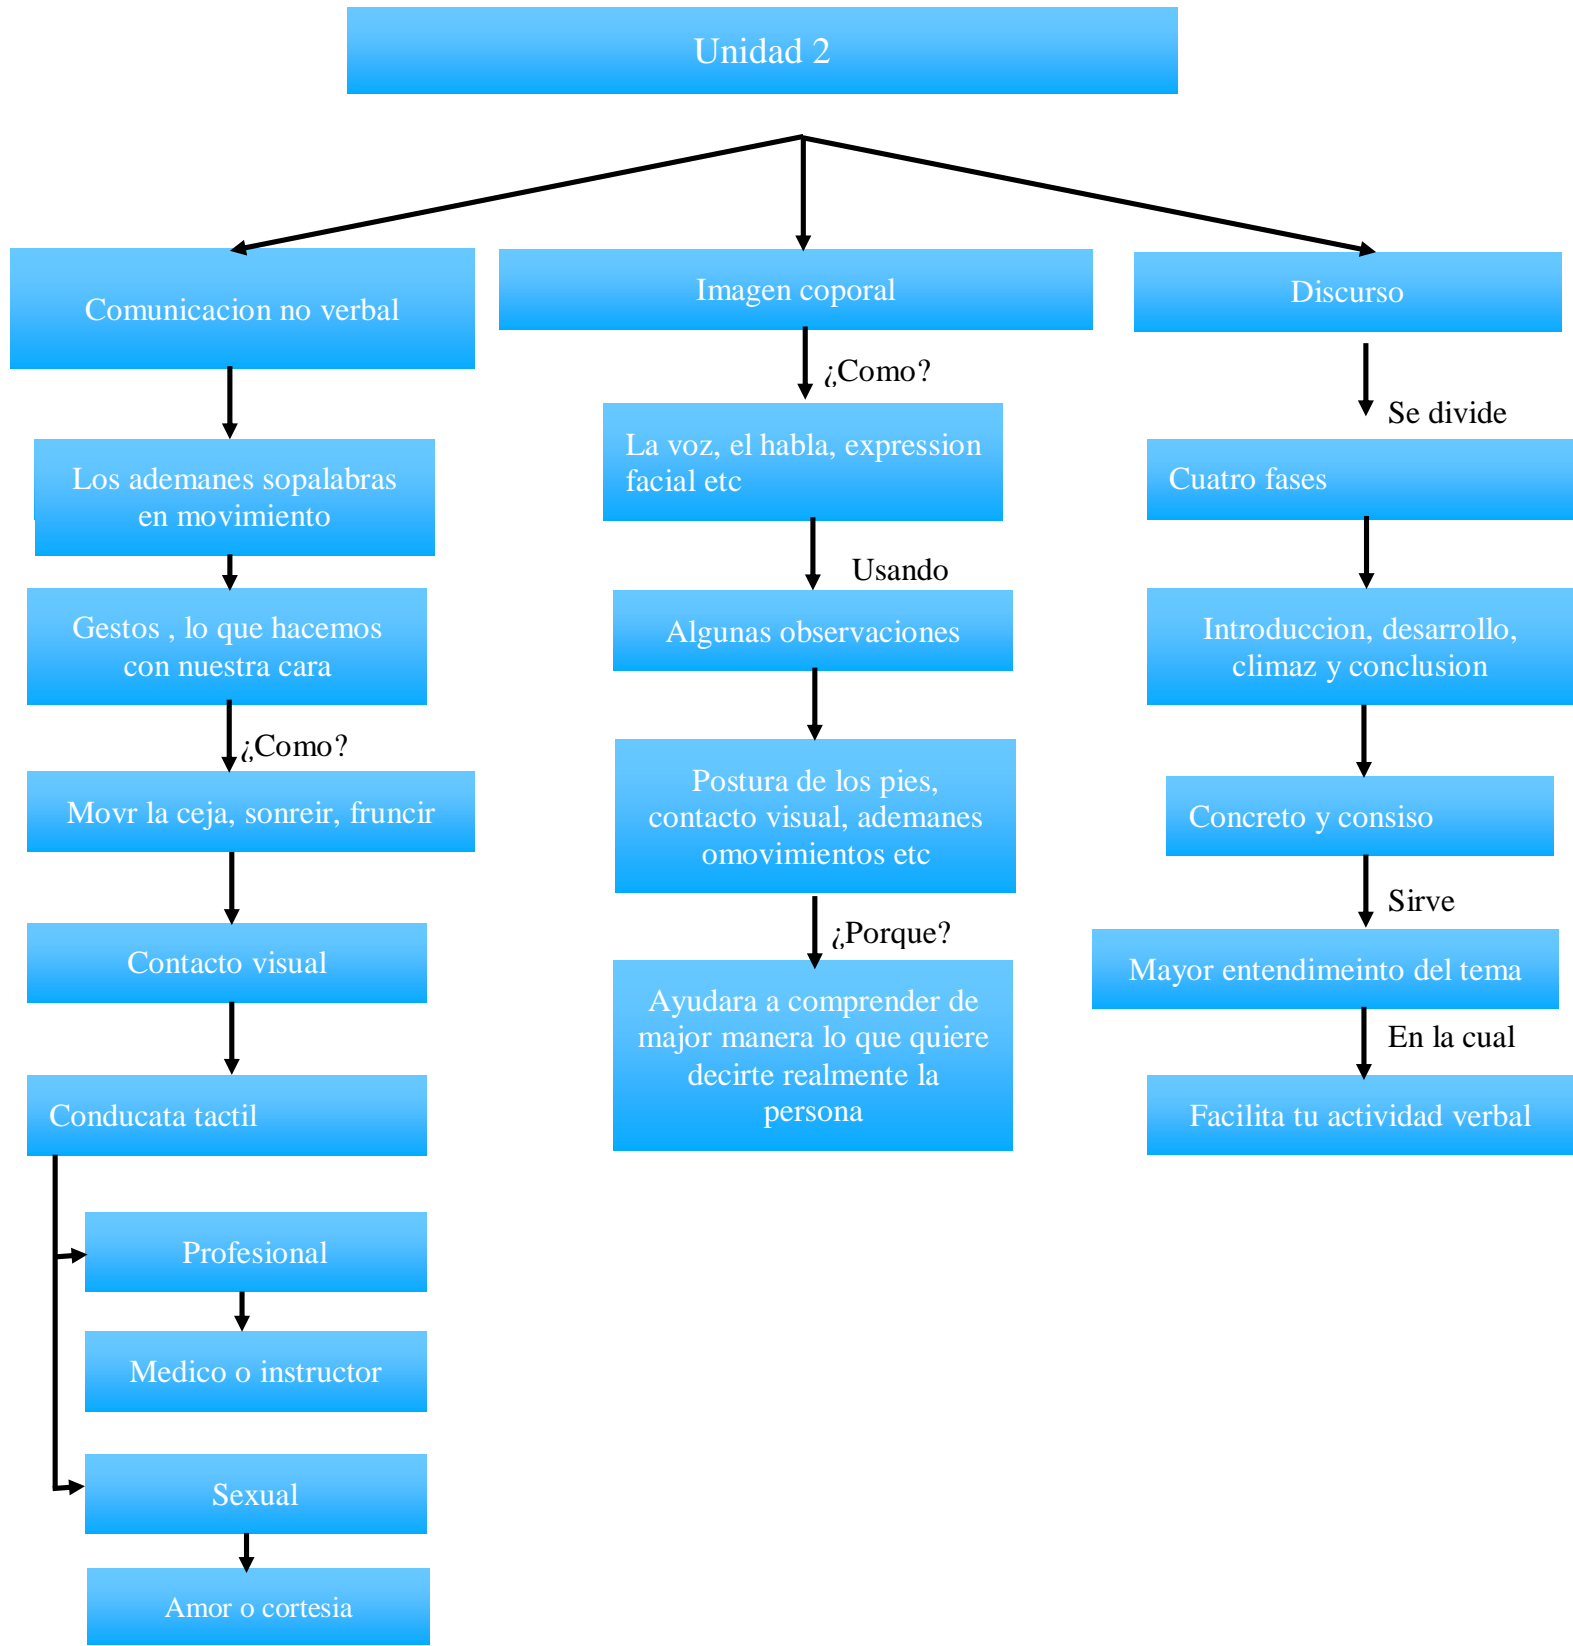 Unidad 2
Comunicacion no verbal
Los ademanes sopalabras
en movimiento
Gestos , lo que hacemos
con nuestra cara
¿Como?
Movr la ceja, sonreir, fruncir
Contacto visual
Conducata tactil
Profesional
Medico o instructor
Sexual
Amor o cortesia
Imagen coporal
¿Como?
La voz, el habla, expression
facial etc
Usando
Algunas observaciones
Postura de los pies,
contacto visual, ademanes
omovimientos etc
¿Porque?
Ayudara a comprender de
major manera lo que quiere
decirte realmente la
persona
Discurso
Se divide
Cuatro fases
Introduccion, desarrollo,
climaz y conclusion
Concreto y consiso
Sirve
Mayor entendimeinto del tema
En la cual
Facilita tu actividad verbal